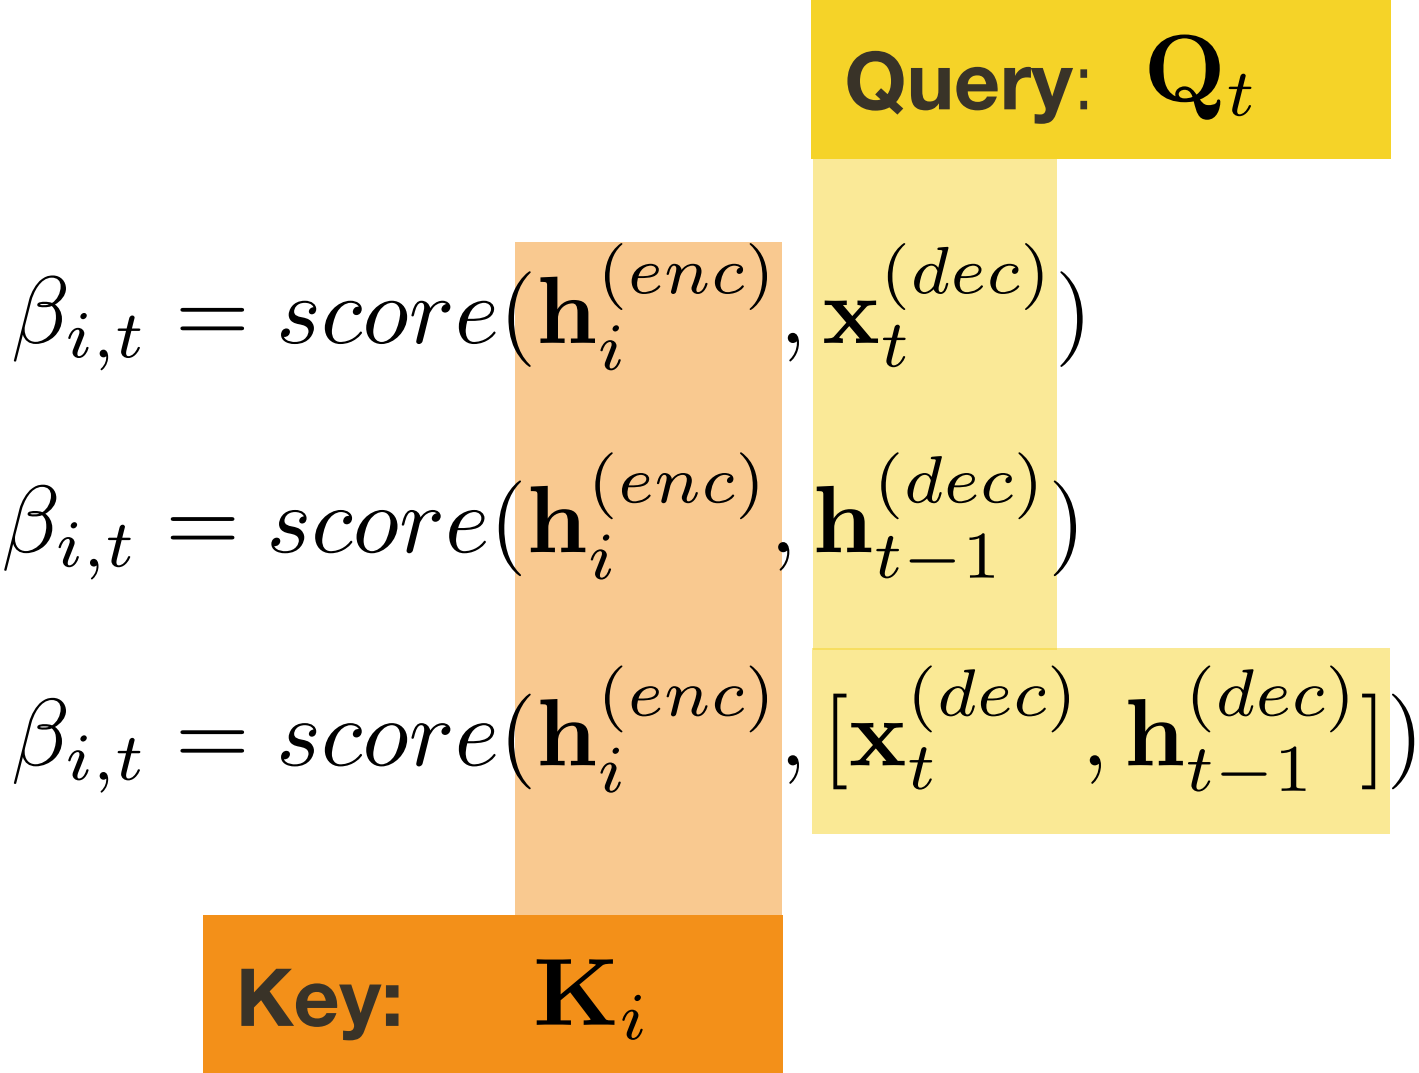 Query: Q_t
β_{i,t} = score(h_i^{(enc)}, x_t^{(dec)})
β_{i,t} = score(h_i^{(enc)}, h_{t−1}^{(dec)})
β_{i,t} = score(h_i^{(enc)}, [x_t^{(dec)}, h_{t−1}^{(dec)}])
Key: K_i